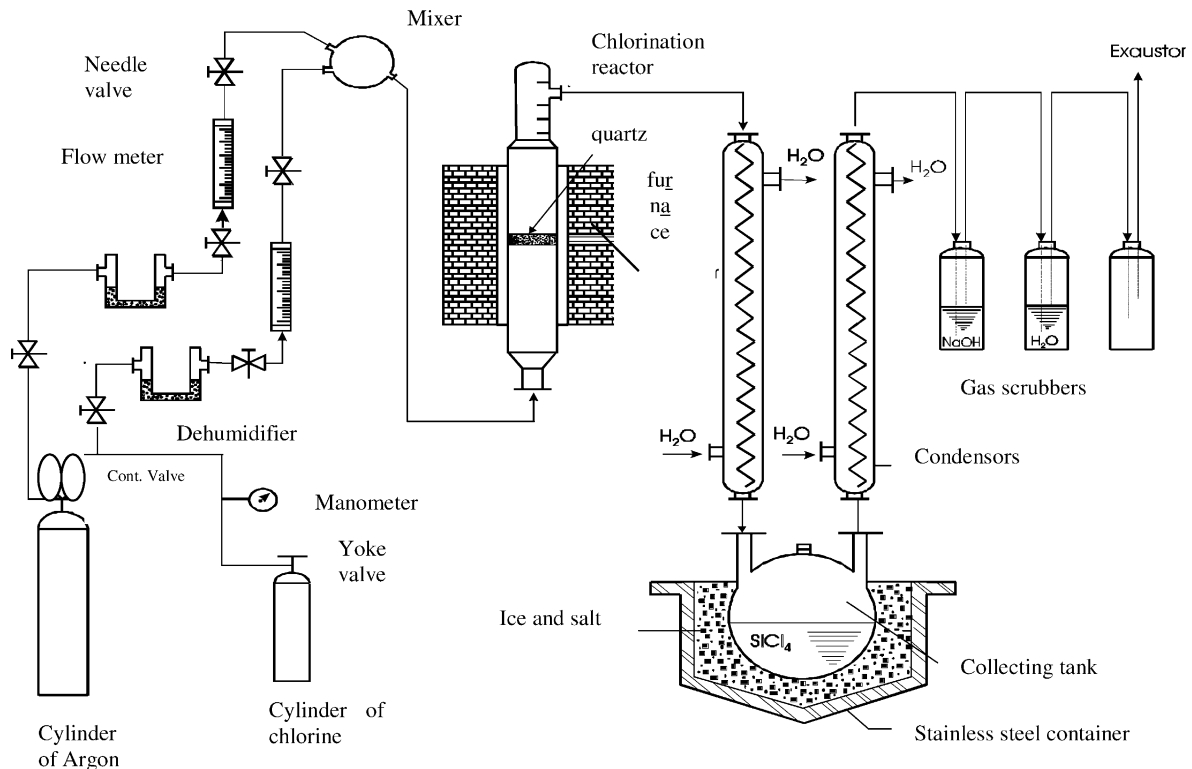 Mixer
Needle
valve
Flow meter
Chlorination
reactor
quartz
fur
na
ce
Exaustor
H₂O
H₂O
NaOH
H₂O
Gas scrubbers
Dehumidifier
H₂O
H₂O
Condensors
Cont. Valve
Manometer
Yoke
valve
Ice and salt
SICl₄
Collecting tank
Stainless steel container
Cylinder of
chlorine
Cylinder
of Argon